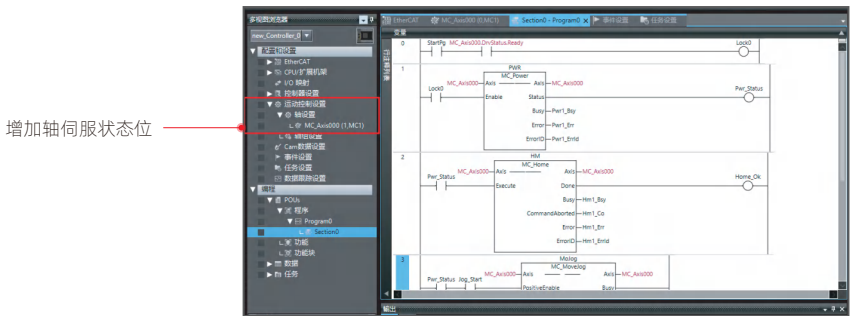 增加轴伺服状态位
多视图浏览器
new_Controller_0
配置和设置
EtherCAT
CPU/扩展机架
I/O 映射
控制器设置
运动控制设置
轴设置
MC_Axis000 (1,MC1)
轴组设置
Cam数据设置
事件设置
任务设置
数据跟踪设置
编程
POUs
程序
Program0
Section0
功能
功能块
数据
任务
EtherCAT MC_Axis000 (0,MC1) Section0 - Program0 x 事件设置 任务设置
变量
行注释列表
0 StartPg MC_Axis000.DrvStatus.Ready Lock0
1 PWR
MC_Power
MC_Axis000 Axis Axis MC_Axis000
Lock0 Enable Status Pwr_Status
Busy Pwr1_Bsy
Error Pwr1_Err
ErrorID Pwr1_ErrId
2 HM
MC_Home
MC_Axis000 Axis Axis MC_Axis000
Pwr_Status Execute Done Home_Ok
Busy Hm1_Bsy
CommandAborted Hm1_Ca
Error Hm1_Err
ErrorID Hm1_ErrId
3 MoJog
MC_MoveJog
MC_Axis000 Axis Axis MC_Axis000
Pwr_Status Jog_Start PositiveEnable Busy
输出